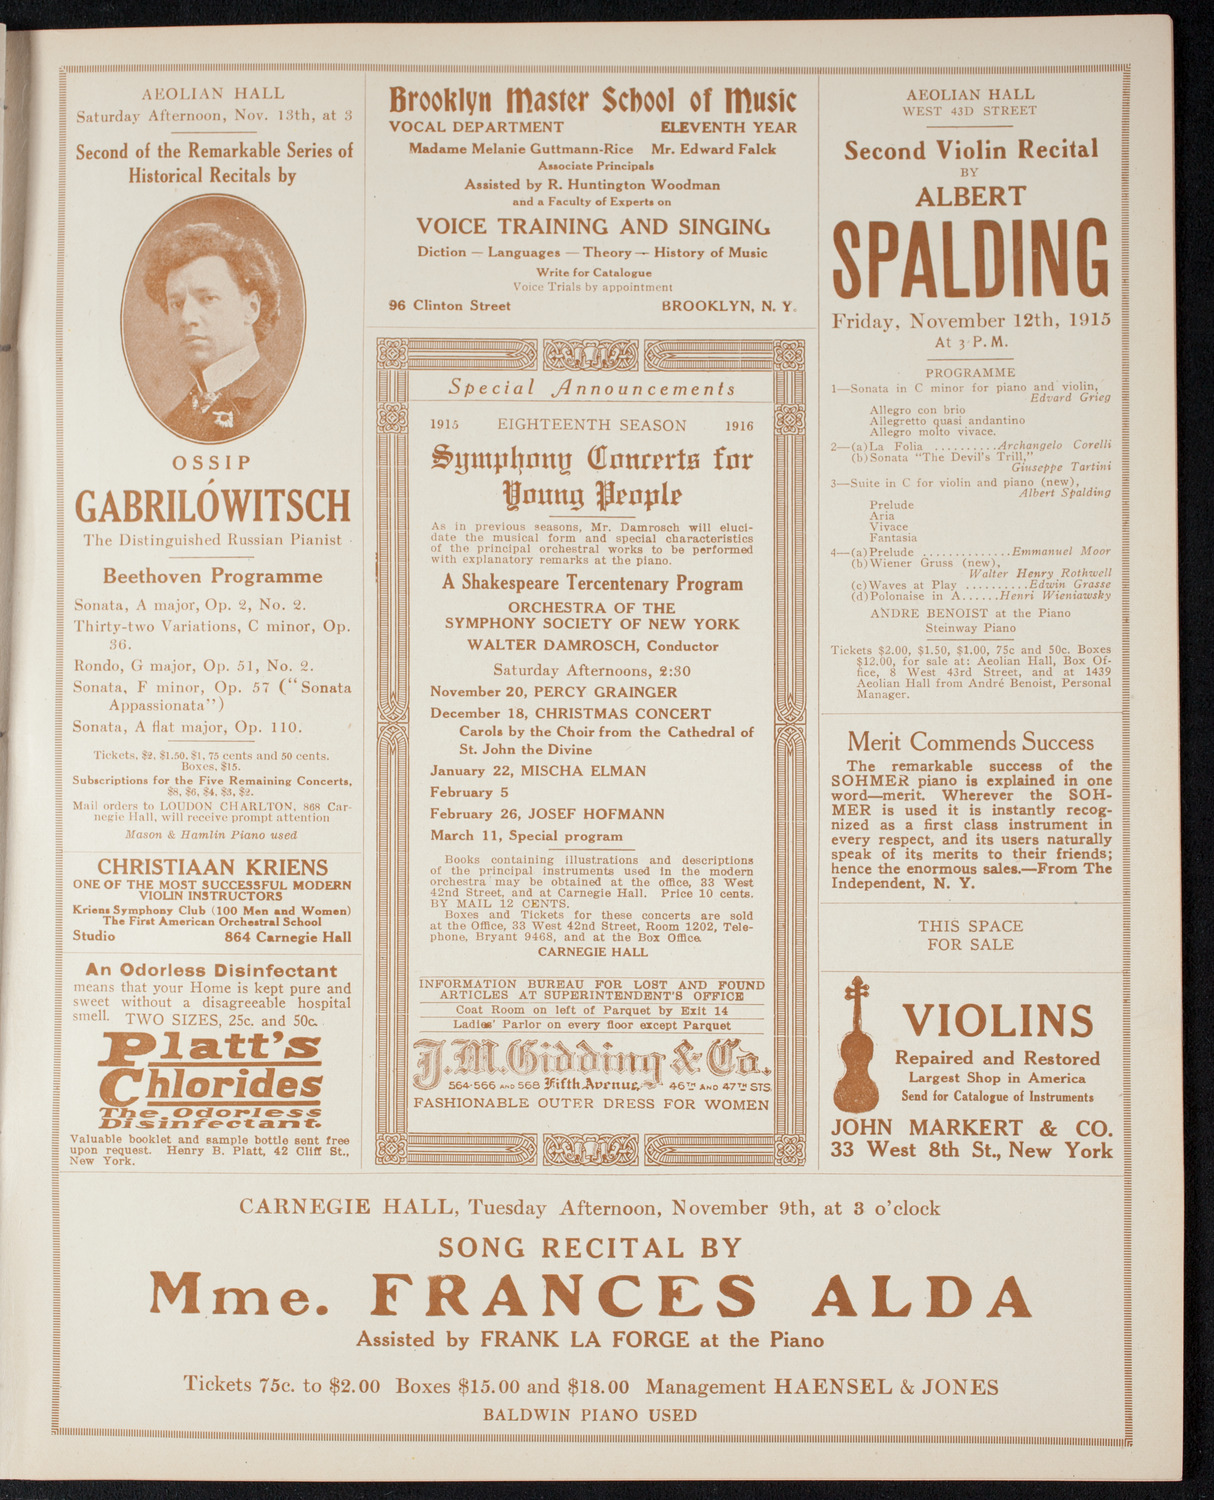 AEOLIAN HALL
Saturday Afternoon, Nov. 13th, at 3
Second of the Remarkable Series of
Historical Recitals by
OSSIP
GABRILÓWITSCH
The Distinguished Russian Pianist
Beethoven Programme
Sonata, A major, Op. 2, No. 2.
Thirty-two Variations, C minor, Op.
36.
Rondo, G major, Op. 51, No. 2.
Sonata, F minor, Op. 57 ("Sonata
Appassionata")
Sonata, A flat major, Op. 110.
Tickets, $2, $1.50, $1, 75 cents and 50 cents.
Boxes, $15.
Subscriptions for the Five Remaining Concerts,
$8, $6, $4, $3, $2.
Mail orders to LOUDON CHARLTON, 868 Car-
negie Hall, will receive prompt attention
Mason & Hamlin Piano used
CHRISTIAAN KRIENS
ONE OF THE MOST SUCCESSFUL MODERN
VIOLIN INSTRUCTORS
Kriens Symphony Club (100 Men and Women)
The First American Orchestral School
Studio 864 Carnegie Hall
An Odorless Disinfectant
means that your Home is kept pure and
sweet without a disagreeable hospital
smell. TWO SIZES, 25c. and 50c.
Platt's
Chlorides
The Odorless
Disinfectant.
Valuable booklet and sample bottle sent free
upon request. Henry B. Platt, 42 Cliff St.,
New York.
Brooklyn Master School of Music
VOCAL DEPARTMENT ELEVENTH YEAR
Madame Melanie Guttmann-Rice Mr. Edward Falck
Associate Principals
Assisted by R. Huntington Woodman
and a Faculty of Experts on
VOICE TRAINING AND SINGING
Diction — Languages — Theory — History of Music
Write for Catalogue
Voice Trials by appointment
96 Clinton Street BROOKLYN, N. Y.
Special Announcements
1915 EIGHTEENTH SEASON 1916
Symphony Concerts for
Young People
As in previous seasons, Mr. Damrosch will eluci-
date the musical form and special characteristics
of the principal orchestral works to be performed
with explanatory remarks at the piano.
A Shakespeare Tercentenary Program
ORCHESTRA OF THE
SYMPHONY SOCIETY OF NEW YORK
WALTER DAMROSCH, Conductor
Saturday Afternoons, 2:30
November 20, PERCY GRAINGER
December 18, CHRISTMAS CONCERT
Carols by the Choir from the Cathedral of
St. John the Divine
January 22, MISCHA ELMAN
February 5
February 26, JOSEF HOFMANN
March 11, Special program
Books containing illustrations and descriptions
of the principal instruments used in the modern
orchestra may be obtained at the office, 33 West
42nd Street, and at Carnegie Hall. Price 10 cents.
BY MAIL 12 CENTS.
Boxes and Tickets for these concerts are sold
at the Office, 33 West 42nd Street, Room 1202, Tele-
phone, Bryant 9468, and at the Box Office
CARNEGIE HALL
INFORMATION BUREAU FOR LOST AND FOUND
ARTICLES AT SUPERINTENDENT'S OFFICE
Coat Room on left of Parquet by Exit 14
Ladies' Parlor on every floor except Parquet
J.M. Gidding & Co.
564-566 AND 568 Fifth Avenue, 46TH AND 47TH STS.
FASHIONABLE OUTER DRESS FOR WOMEN
AEOLIAN HALL
WEST 43D STREET
Second Violin Recital
BY
ALBERT
SPALDING
Friday, November 12th, 1915
At 3 P.M.
PROGRAMME
1—Sonata in C minor for piano and violin,
Edvard Grieg
Allegro con brio
Allegretto quasi andantino
Allegro molto vivace.
2—(a) La Folia ..........Archangelo Corelli
(b) Sonata "The Devil's Trill,"
Giuseppe Tartini
3—Suite in C for violin and piano (new),
Albert Spalding
Prelude
Aria
Vivace
Fantasia
4—(a) Prelude .............Emmanuel Moor
(b) Wiener Gruss (new),
Walter Henry Rothwell
(c) Waves at Play ..........Edwin Grasse
(d) Polonaise in A......Henri Wieniawsky
ANDRE BENOIST at the Piano
Steinway Piano
Tickets $2.00, $1.50, $1.00, 75c and 50c. Boxes
$12.00, for sale at: Aeolian Hall, Box Of-
fice, 8 West 43rd Street, and at 1439
Aeolian Hall from André Benoist, Personal
Manager.
Merit Commends Success
The remarkable success of the
SOHMER piano is explained in one
word—merit. Wherever the SOH-
MER is used it is instantly recog-
nized as a first class instrument in
every respect, and its users naturally
speak of its merits to their friends;
hence the enormous sales.—From The
Independent, N. Y.
THIS SPACE
FOR SALE
VIOLINS
Repaired and Restored
Largest Shop in America
Send for Catalogue of Instruments
JOHN MARKERT & CO.
33 West 8th St., New York
CARNEGIE HALL, Tuesday Afternoon, November 9th, at 3 o'clock
SONG RECITAL BY
Mme. FRANCES ALDA
Assisted by FRANK LA FORGE at the Piano
Tickets 75c. to $2.00 Boxes $15.00 and $18.00 Management HAENSEL & JONES
BALDWIN PIANO USED